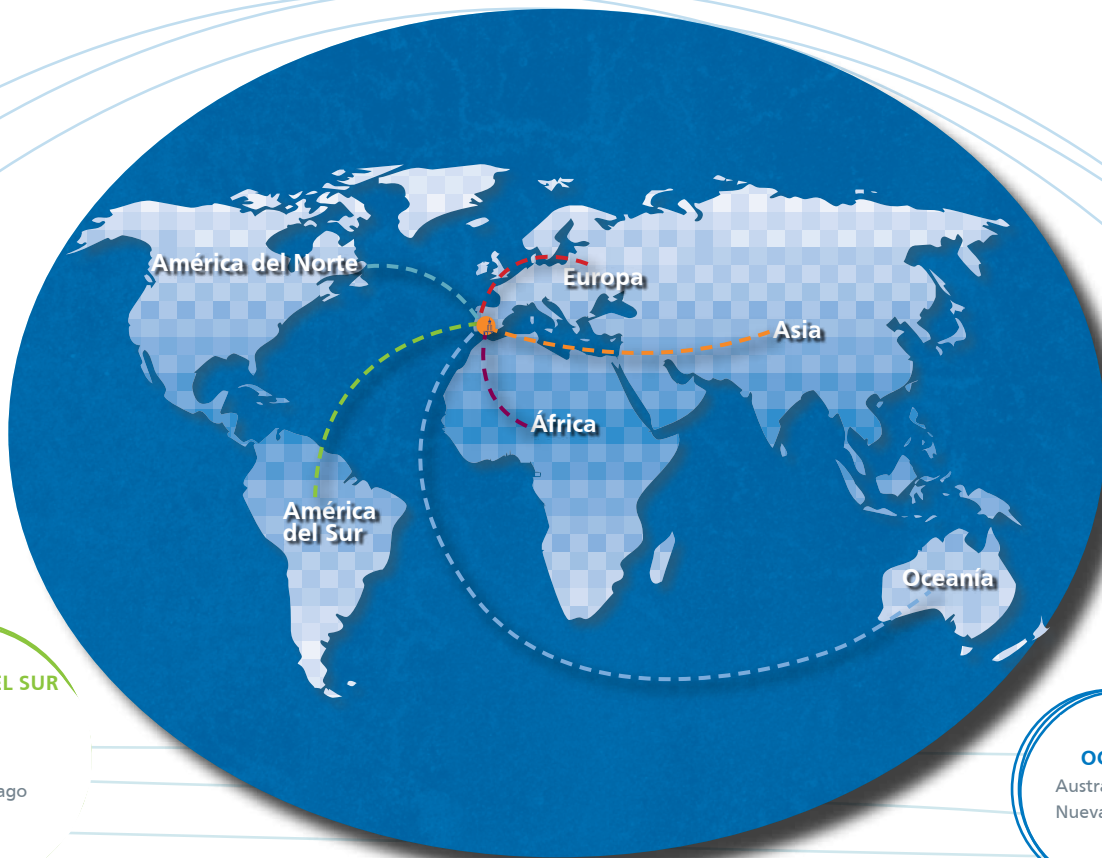 América del Norte
Europa
Asia
África
América
del Sur
Oceanía
EL SUR
ago
OC
Austra
Nueva